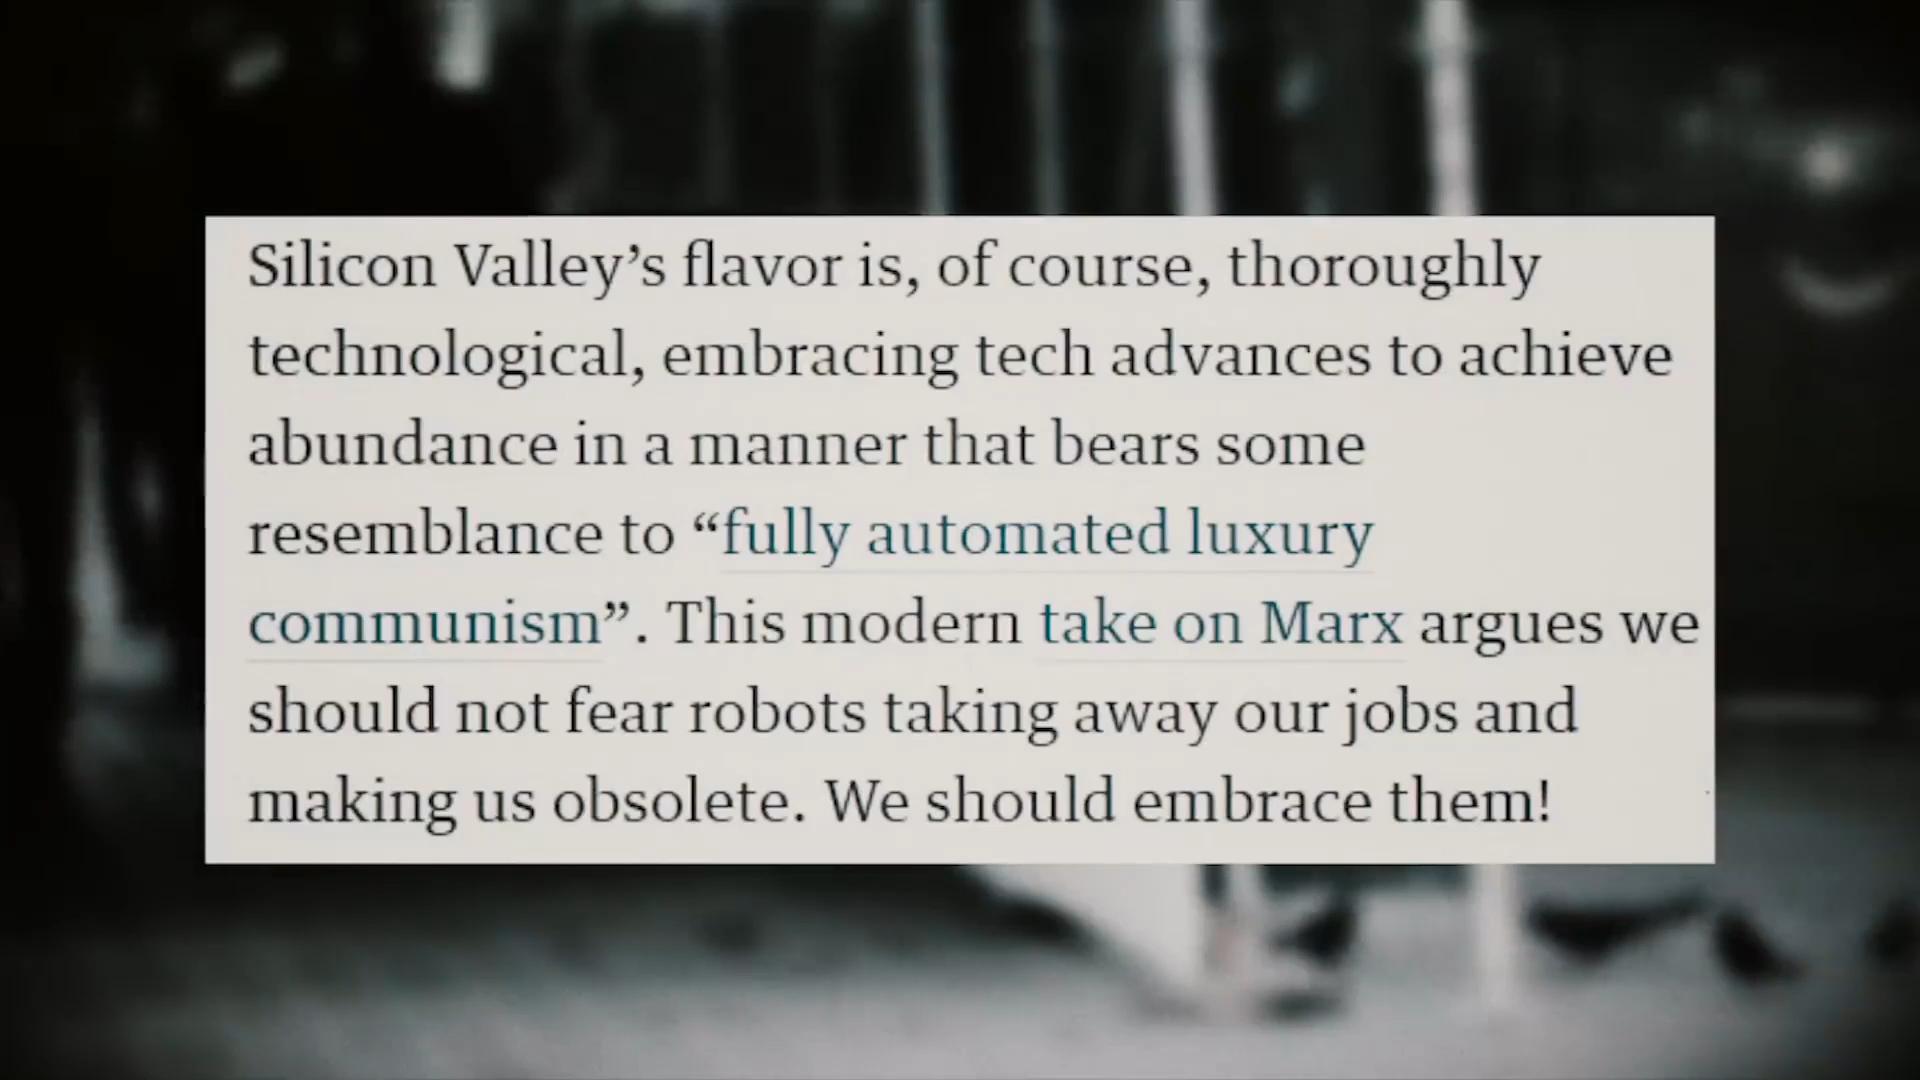 Silicon Valley’s flavor is, of course, thoroughly
technological, embracing tech advances to achieve
abundance in a manner that bears some
resemblance to “fully automated luxury
communism”. This modern take on Marx argues we
should not fear robots taking away our jobs and
making us obsolete. We should embrace them!